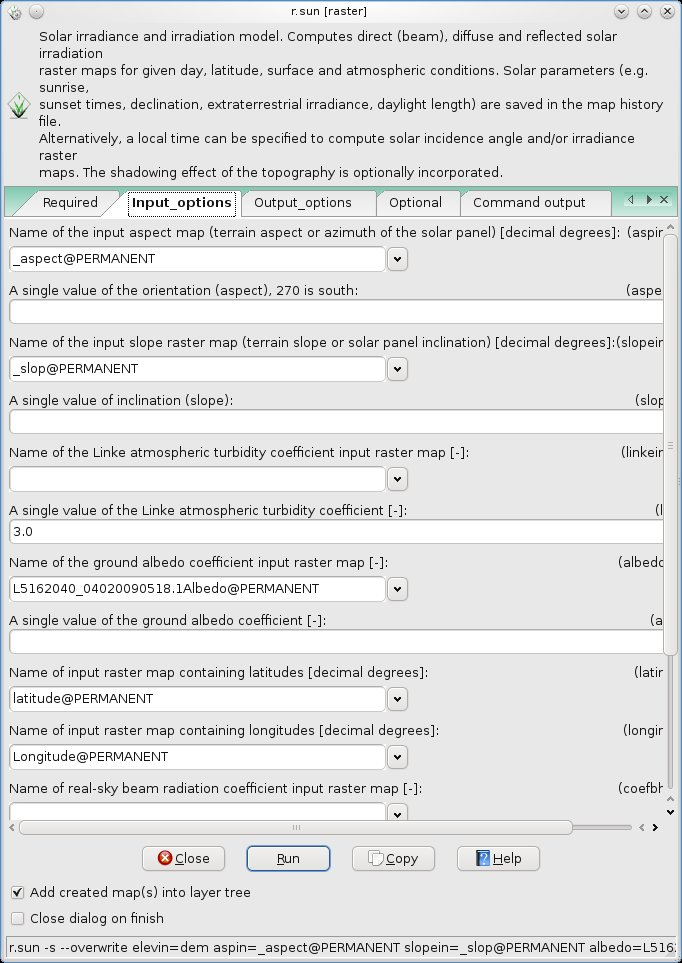 r.sun [raster]
Solar irradiance and irradiation model. Computes direct (beam), diffuse and reflected solar
irradiation
raster maps for given day, latitude, surface and atmospheric conditions. Solar parameters (e.g.
sunrise,
sunset times, declination, extraterrestrial irradiance, daylight length) are saved in the map history
file.
Alternatively, a local time can be specified to compute solar incidence angle and/or irradiance
raster
maps. The shadowing effect of the topography is optionally incorporated.
Required Input_options Output_options Optional Command output
Name of the input aspect map (terrain aspect or azimuth of the solar panel) [decimal degrees]: (aspin
_aspect@PERMANENT
A single value of the orientation (aspect), 270 is south: (aspe
Name of the input slope raster map (terrain slope or solar panel inclination) [decimal degrees]:(slopein
_slop@PERMANENT
A single value of inclination (slope): (slop
Name of the Linke atmospheric turbidity coefficient input raster map [-]: (linkein
A single value of the Linke atmospheric turbidity coefficient [-]: (l
3.0
Name of the ground albedo coefficient input raster map [-]: (albedo
L5162040_04020090518.1Albedo@PERMANENT
A single value of the ground albedo coefficient [-]: (a
Name of input raster map containing latitudes [decimal degrees]: (latin
latitude@PERMANENT
Name of input raster map containing longitudes [decimal degrees]: (longin
Longitude@PERMANENT
Name of real-sky beam radiation coefficient input raster map [-]: (coefbh
Close Run Copy Help
Add created map(s) into layer tree
Close dialog on finish
r.sun -s --overwrite elevin=dem aspin=_aspect@PERMANENT slopein=_slop@PERMANENT albedo=L5162